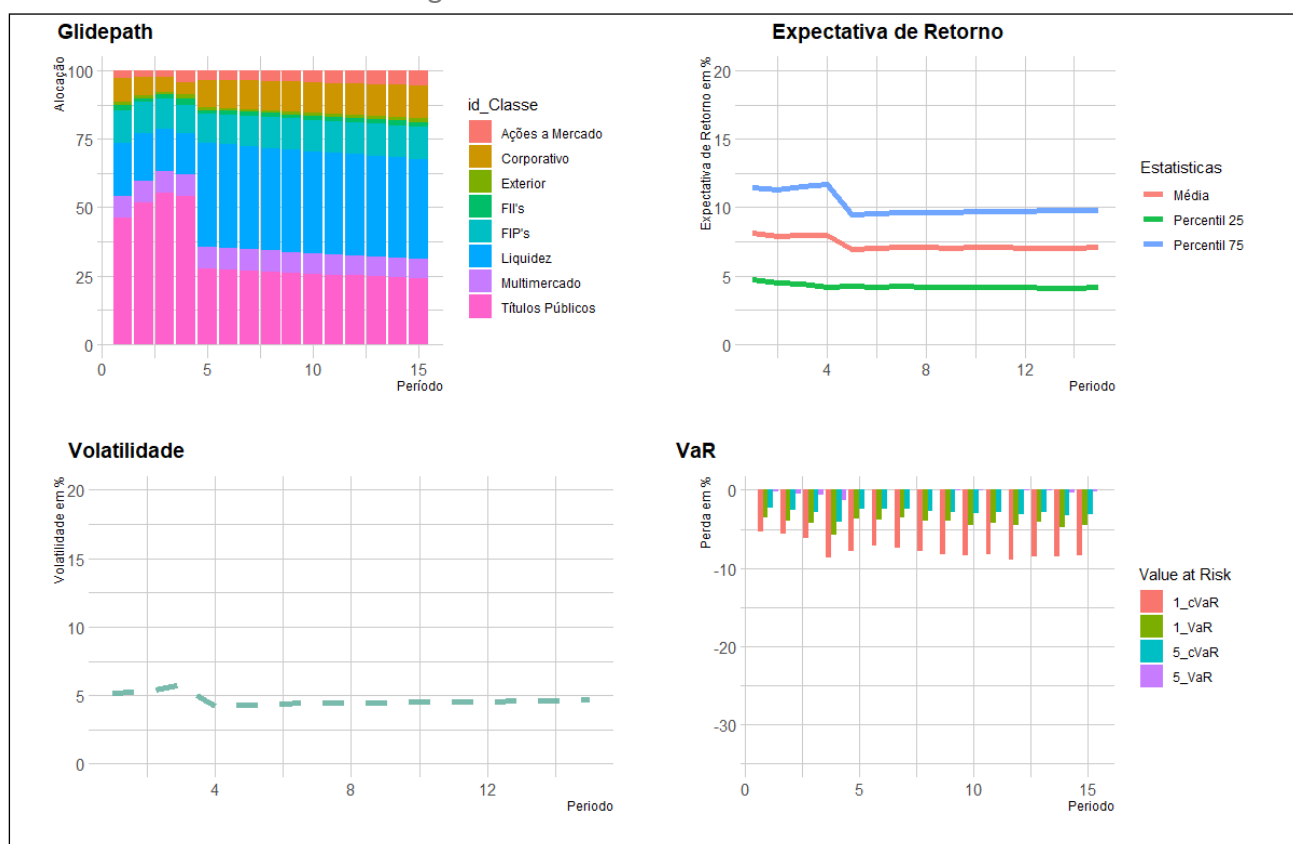 Glidepath
Alocação
100
75
50
25
0
0
5
10
15
Período
id_Classe
Ações a Mercado
Corporativo
Exterior
FII's
FIP's
Liquidez
Multimercado
Títulos Públicos
Expectativa de Retorno
Expectativa de Retorno em %
20
15
10
5
0
4
8
12
Periodo
Estatisticas
Média
Percentil 25
Percentil 75
Volatilidade
Volatilidade em %
20
15
10
5
0
4
8
12
Periodo
VaR
Perda em %
0
-10
-20
-30
0
5
10
15
Periodo
Value at Risk
1_cVaR
1_VaR
5_cVaR
5_VaR